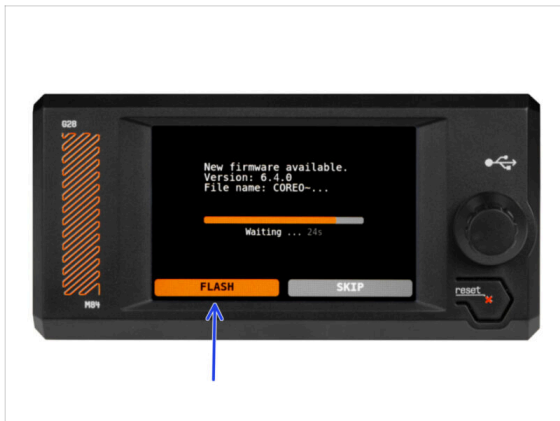 G28
New firmware available.
Version: 6.4.0
File name: COREO~...
Waiting ... 24s
FLASH
SKIP
reset
M84